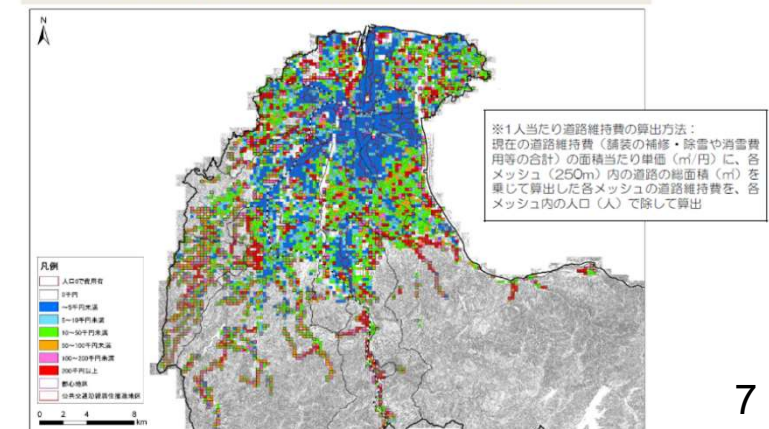 N
※1人当たり道路維持費の算出方法：
現在の道路維持費（舗装の補修・除雪や消雪費
用等の合計）の面積当たり単価（㎡/円）に、各
メッシュ（250m）内の道路の総面積（㎡）を
乗じて算出した各メッシュの道路維持費を、各
メッシュ内の人口（人）で除して算出
凡例
人口0で費用有
0千円
～5千円未満
5～10千円未満
10～50千円未満
50～100千円未満
100～200千円未満
200千円以上
都心地区
公共交通沿線居住推進地区
0 2 4 8
km
7